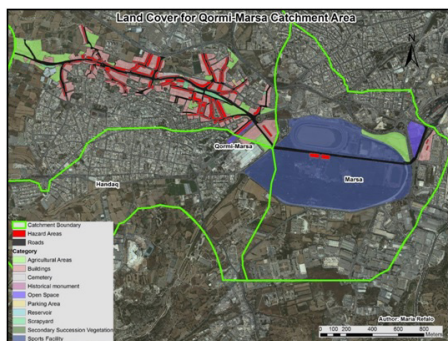 Land Cover for Qormi-Marsa Catchment Area
N
Qormi-Marsa
Handaq
Marsa
Catchment Boundary
Hazard Areas
Roads
Category
Agricultural Areas
Buildings
Cemetery
Historical monument
Open Space
Parking Area
Reservoir
Scrapyard
Secondary Succession Vegetation
Sports Facility
Author: Maria Refalo
0 100 200 400 600 800
Meters